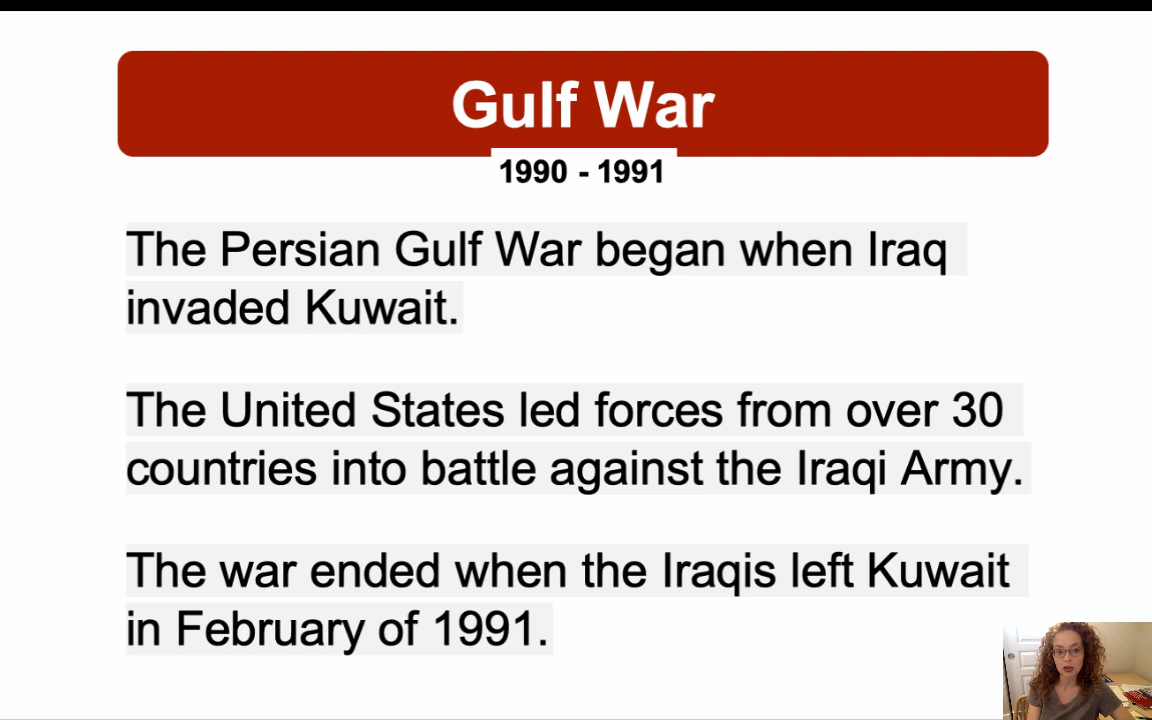 Gulf War
1990 - 1991
The Persian Gulf War began when Iraq
invaded Kuwait.
The United States led forces from over 30
countries into battle against the Iraqi Army.
The war ended when the Iraqis left Kuwait
in February of 1991.